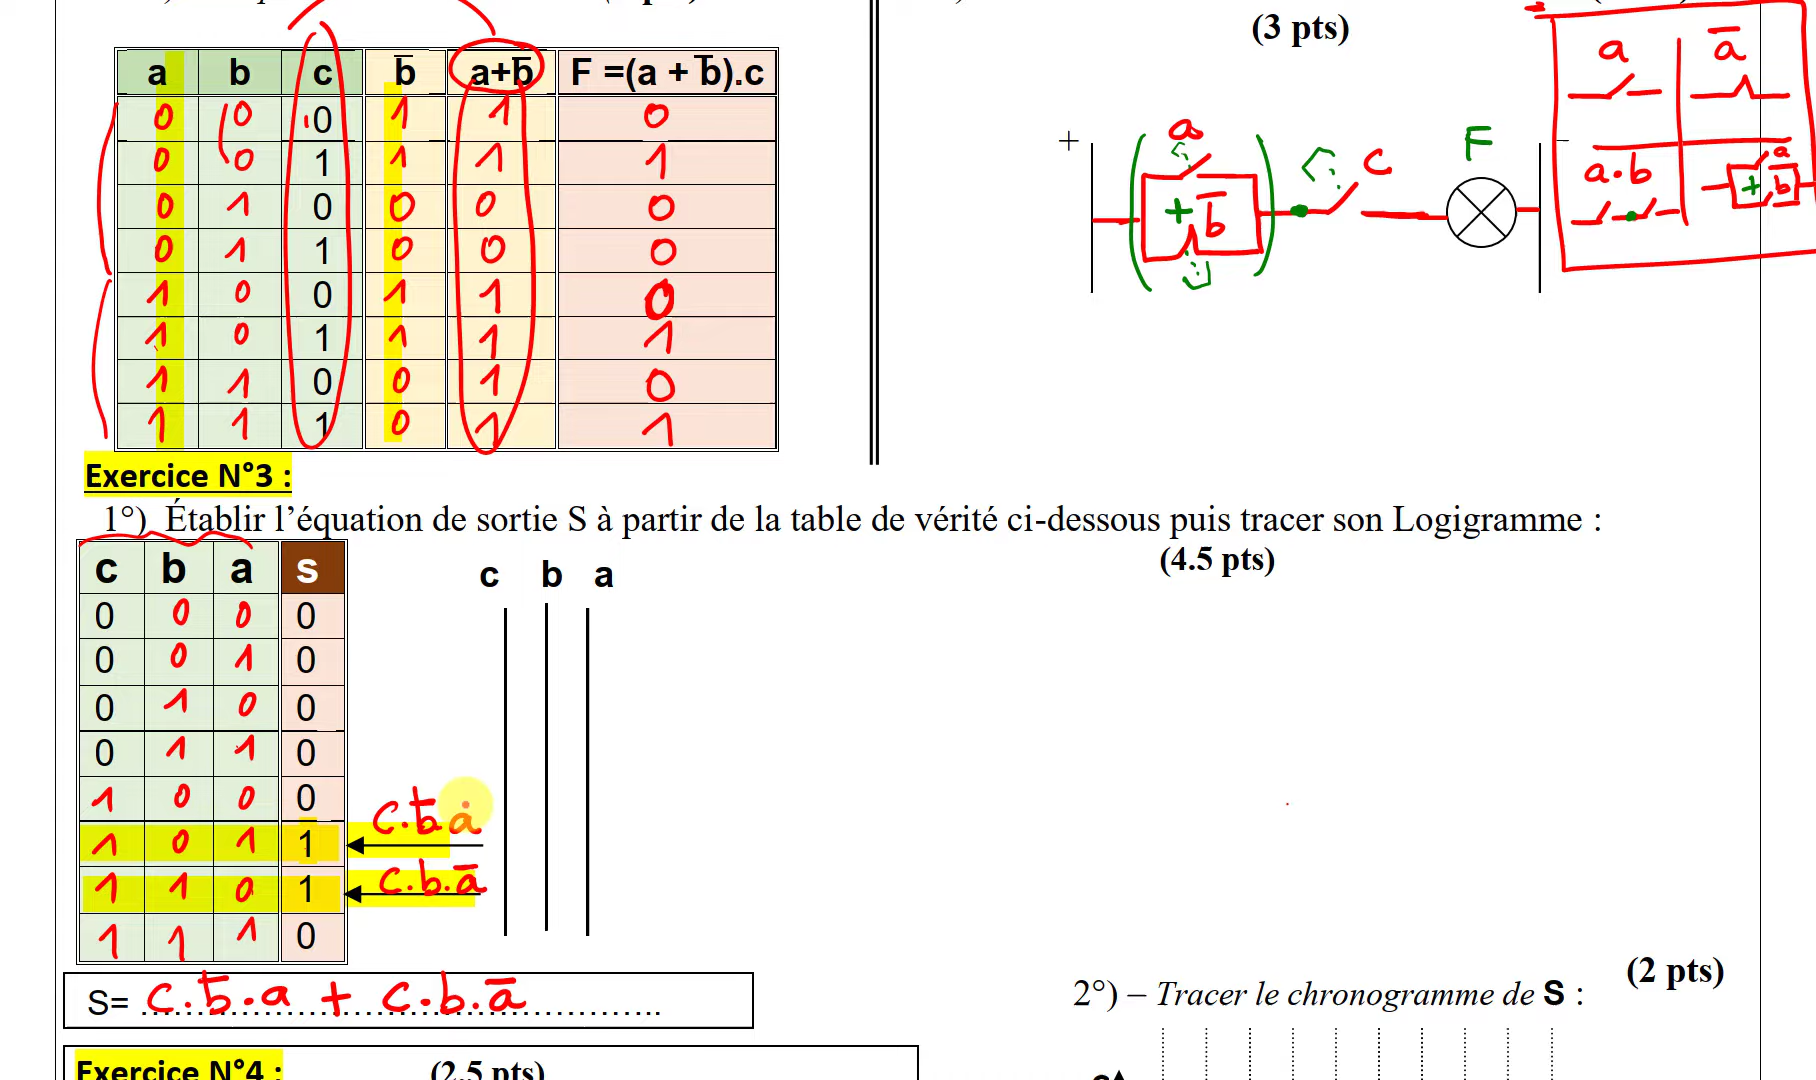 (3 pts)
a b c b̅ a+b̅ F =(a + b̅).c
0 0 0 1 1 0
0 0 1 1 1 1
0 1 0 0 0 0
0 1 1 0 0 0
1 0 0 1 1 0
1 0 1 1 1 1
1 1 0 0 1 0
1 1 1 0 1 1
+ a + b̅ C F −
a a̅
a.b a + b
Exercice N°3 :
1°) Établir l’équation de sortie S à partir de la table de vérité ci-dessous puis tracer son Logigramme :
(4.5 pts)
c b a s
0 0 0 0
0 0 1 0
0 1 0 0
0 1 1 0
1 0 0 0
1 0 1 1
1 1 0 1
1 1 1 0
c.b̅.a
c.b.a̅
c b a
S= c.b̅.a + c.b.a̅
(2 pts)
2°) – Tracer le chronogramme de S :
Exercice N°4 : (2.5 pts)